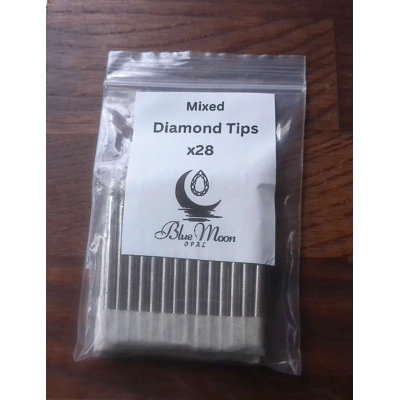 Mixed
Diamond Tips
x28
Blue Moon
OPAL